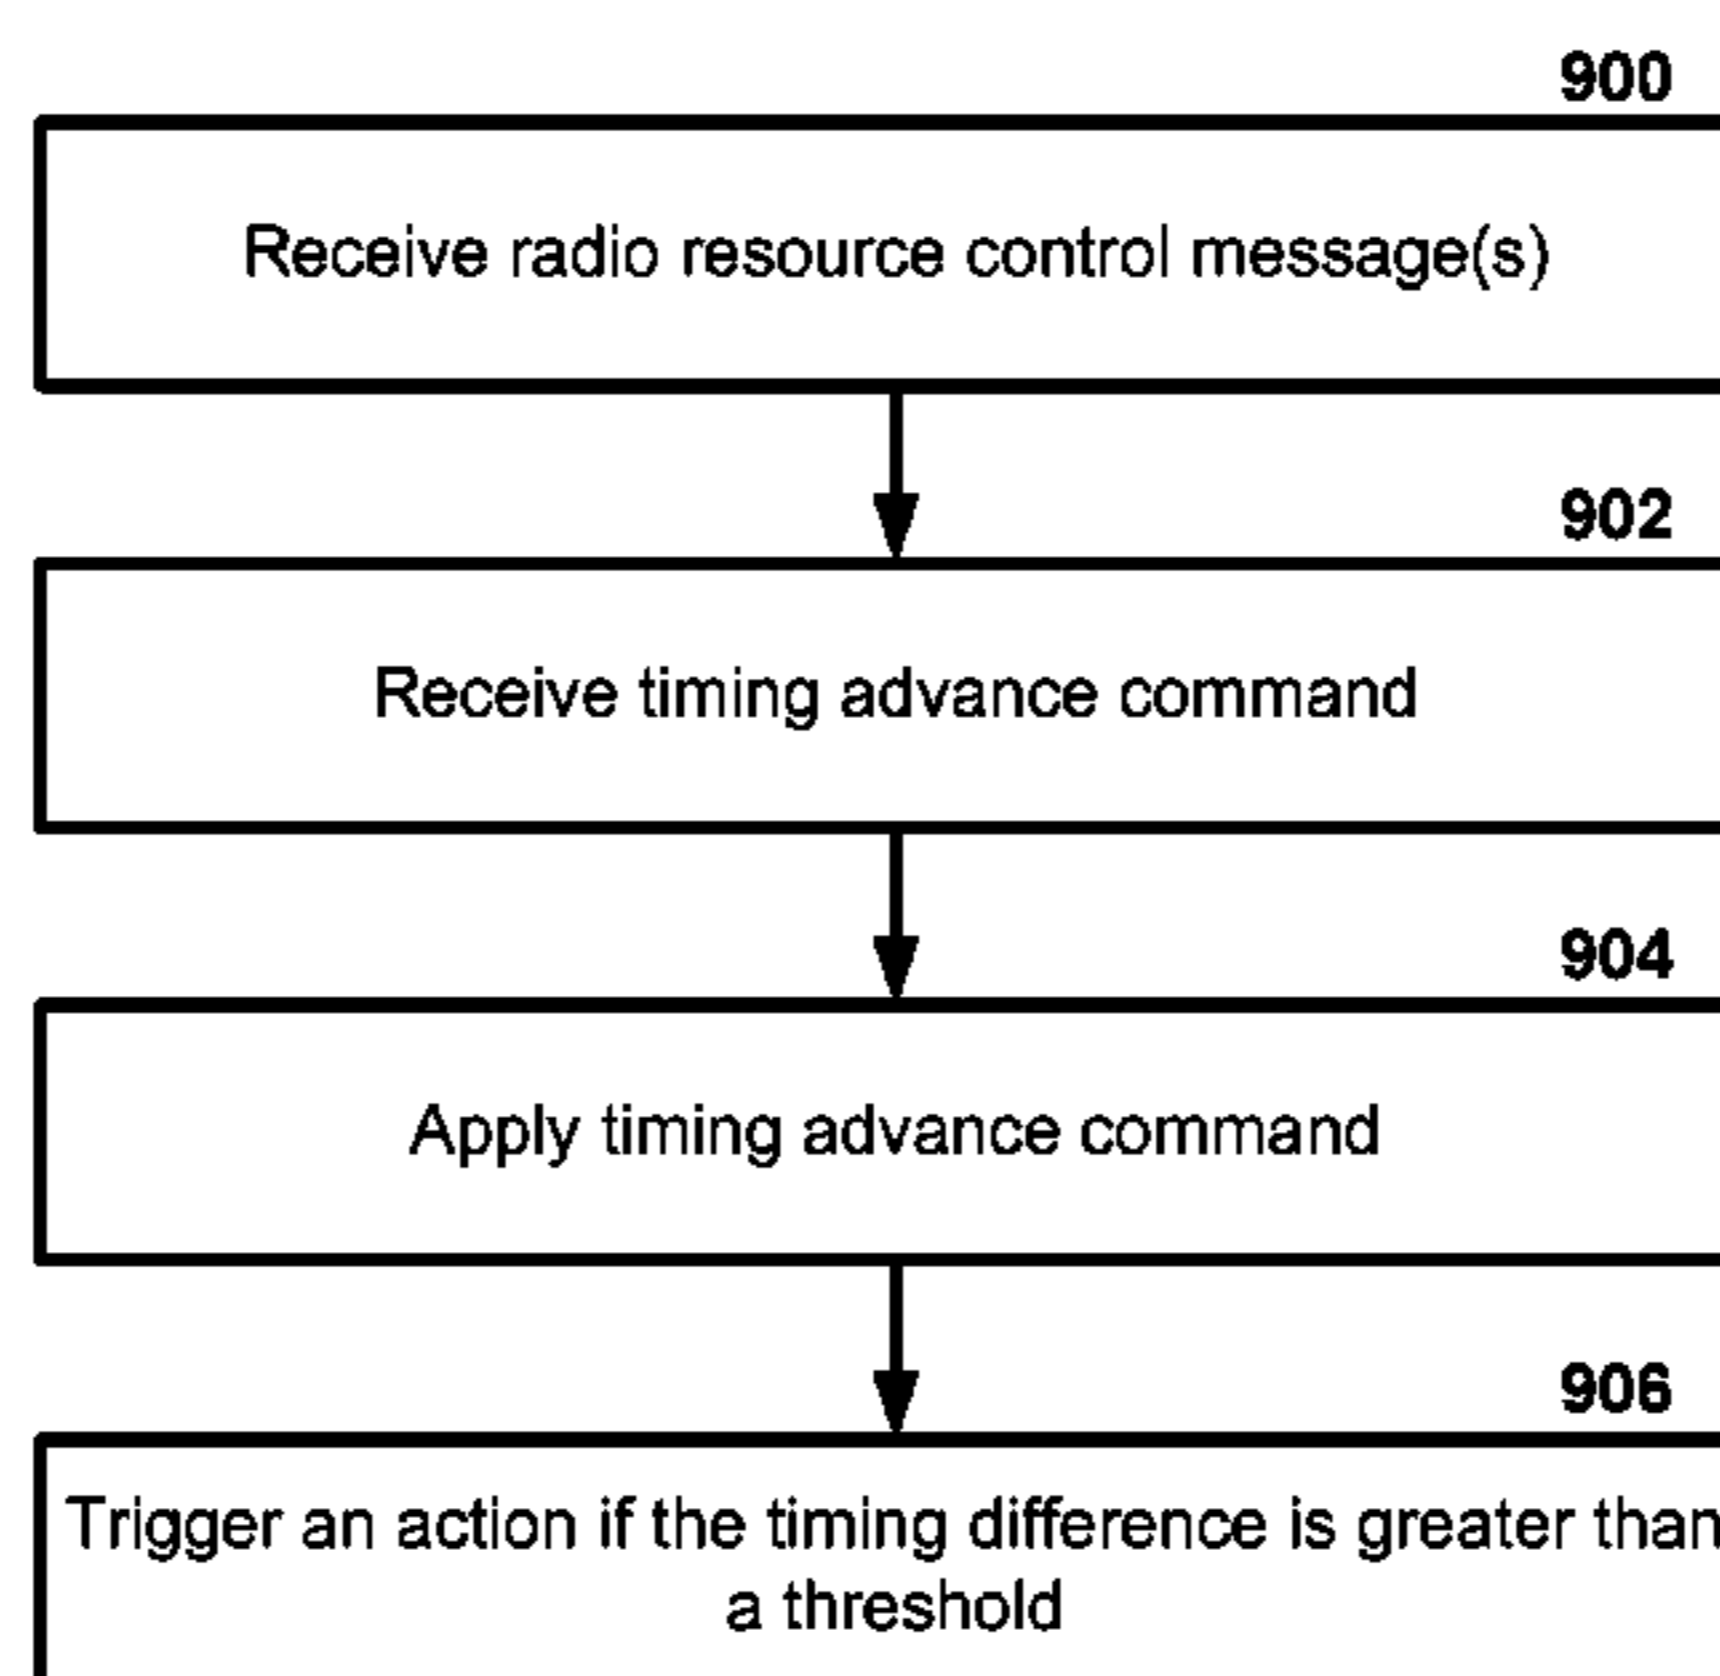 900
Receive radio resource control message(s)
902
Receive timing advance command
904
Apply timing advance command
906
Trigger an action if the timing difference is greater than
a threshold